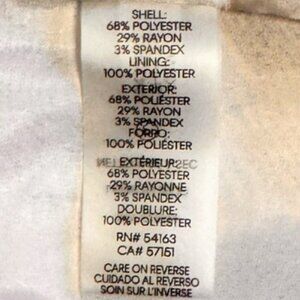 SHELL:
68% POLYESTER
29% RAYON
3% SPANDEX
LINING:
100% POLYESTER
EXTERIOR:
68% POLIÉSTER
29% RAYON
3% SPANDEX
FORRO:
100% POLIÉSTER
EXTÉRIEUR:
68% POLYESTER
29% RAYONNE
3% SPANDEX
DOUBLURE:
100% POLYESTER
RN# 54163
CA# 57151
CARE ON REVERSE
CUIDADO AL REVERSO
SOIN SUR L'INVERSE